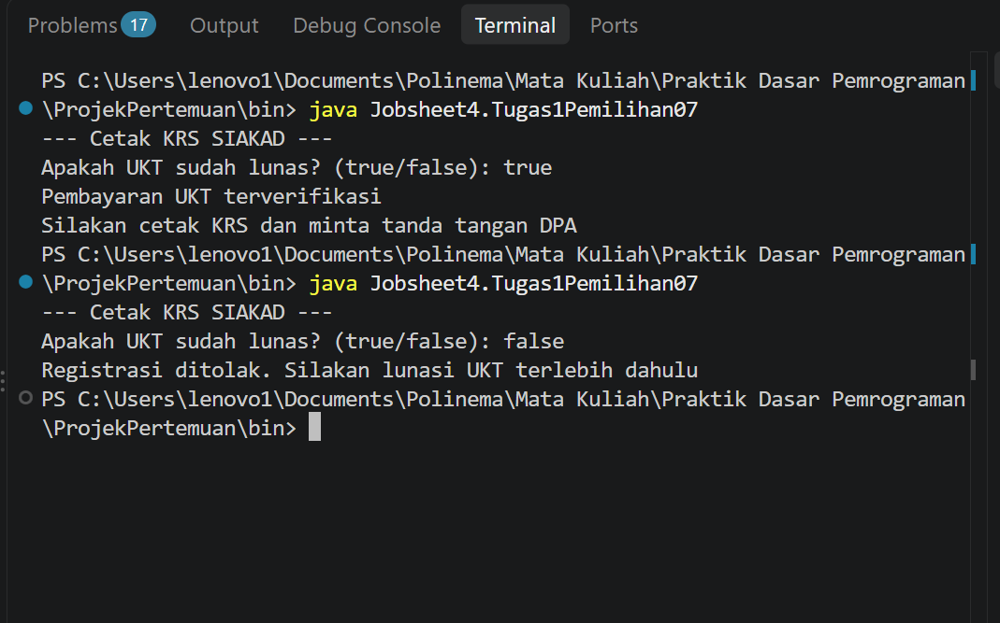 Problems 17 Output Debug Console Terminal Ports
PS C:\Users\lenovo1\Documents\Polinema\Mata Kuliah\Praktik Dasar Pemrograman
\ProjekPertemuan\bin> java Jobsheet4.Tugas1Pemilihan07
--- Cetak KRS SIAKAD ---
Apakah UKT sudah lunas? (true/false): true
Pembayaran UKT terverifikasi
Silakan cetak KRS dan minta tanda tangan DPA
PS C:\Users\lenovo1\Documents\Polinema\Mata Kuliah\Praktik Dasar Pemrograman
\ProjekPertemuan\bin> java Jobsheet4.Tugas1Pemilihan07
--- Cetak KRS SIAKAD ---
Apakah UKT sudah lunas? (true/false): false
Registrasi ditolak. Silakan lunasi UKT terlebih dahulu
PS C:\Users\lenovo1\Documents\Polinema\Mata Kuliah\Praktik Dasar Pemrograman
\ProjekPertemuan\bin>